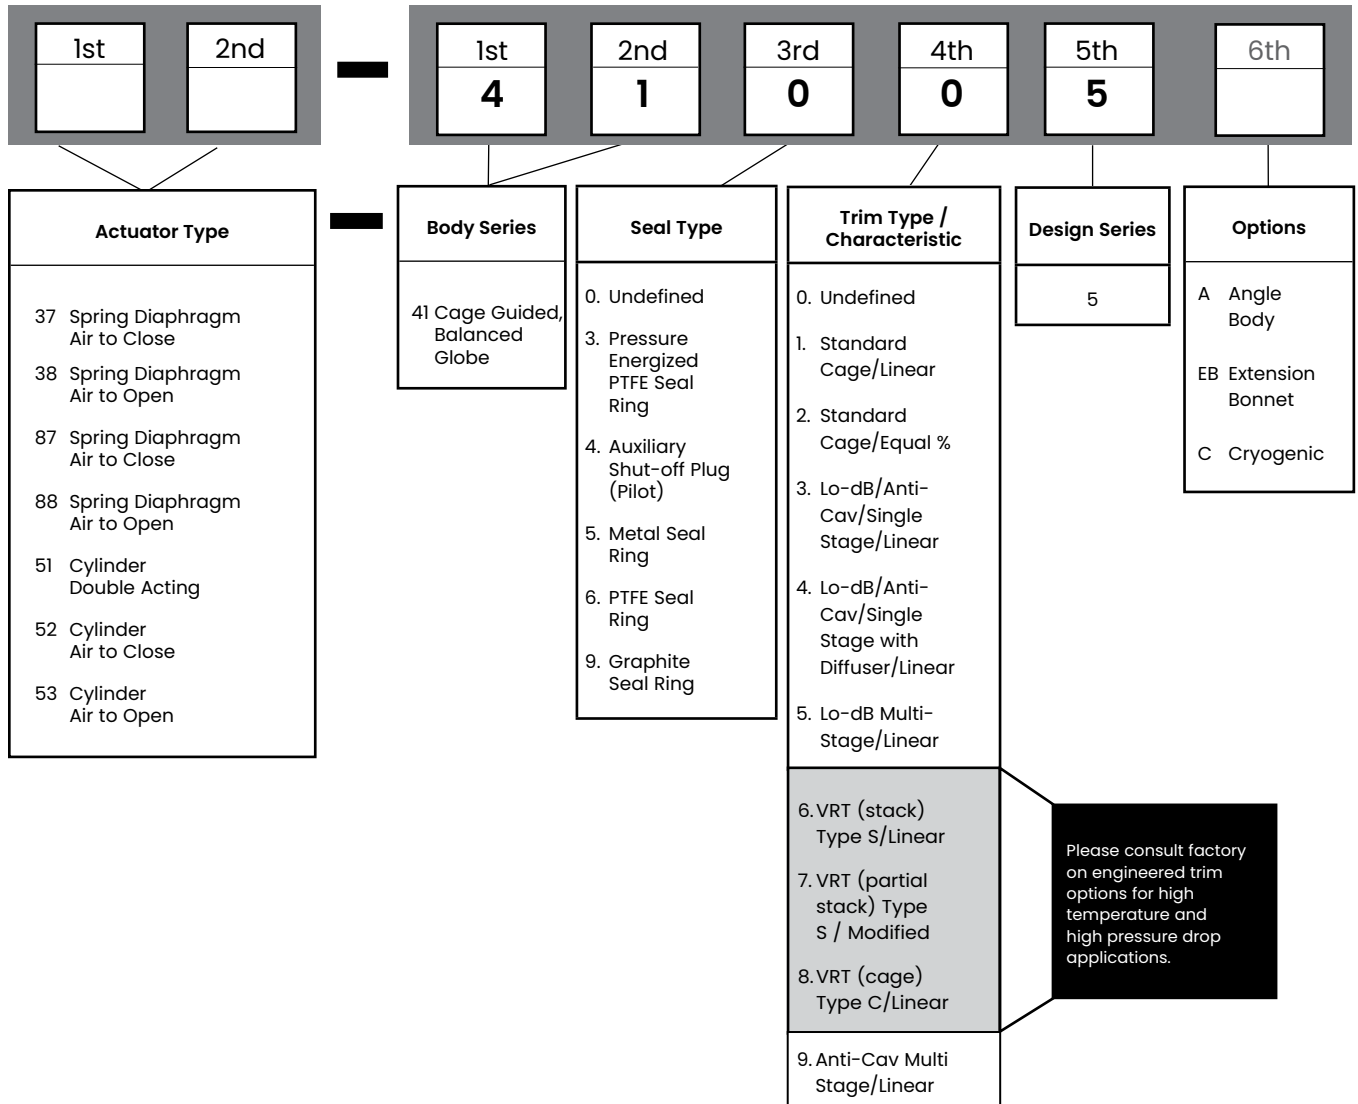 1st
2nd
1st
2nd
3rd
4th
5th
6th
4
1
0
0
5
Actuator Type
37 Spring Diaphragm
Air to Close
38 Spring Diaphragm
Air to Open
87 Spring Diaphragm
Air to Close
88 Spring Diaphragm
Air to Open
51 Cylinder
Double Acting
52 Cylinder
Air to Close
53 Cylinder
Air to Open
Body Series
41 Cage Guided,
Balanced
Globe
Seal Type
0. Undefined
3. Pressure
Energized
PTFE Seal
Ring
4. Auxiliary
Shut-off Plug
(Pilot)
5. Metal Seal
Ring
6. PTFE Seal
Ring
9. Graphite
Seal Ring
Trim Type /
Characteristic
0. Undefined
1. Standard
Cage/Linear
2. Standard
Cage/Equal %
3. Lo-dB/Anti-
Cav/Single
Stage/Linear
4. Lo-dB/Anti-
Cav/Single
Stage with
Diffuser/Linear
5. Lo-dB Multi-
Stage/Linear
6. VRT (stack)
Type S/Linear
7. VRT (partial
stack) Type
S / Modified
8. VRT (cage)
Type C/Linear
9. Anti-Cav Multi
Stage/Linear
Design Series
5
Options
A Angle
Body
EB Extension
Bonnet
C Cryogenic
Please consult factory
on engineered trim
options for high
temperature and
high pressure drop
applications.